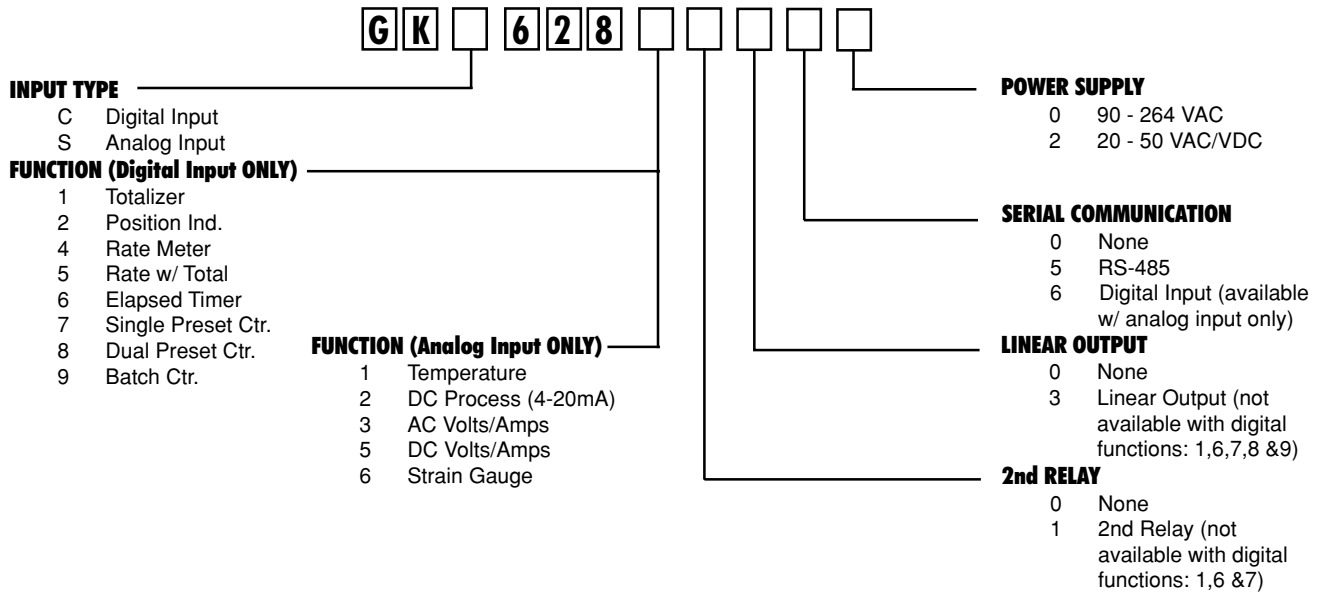 G K 6 2 8
INPUT TYPE
C Digital Input
S Analog Input
FUNCTION (Digital Input ONLY)
1 Totalizer
2 Position Ind.
4 Rate Meter
5 Rate w/ Total
6 Elapsed Timer
7 Single Preset Ctr.
8 Dual Preset Ctr.
9 Batch Ctr.
FUNCTION (Analog Input ONLY)
1 Temperature
2 DC Process (4-20mA)
3 AC Volts/Amps
5 DC Volts/Amps
6 Strain Gauge
POWER SUPPLY
0 90 - 264 VAC
2 20 - 50 VAC/VDC
SERIAL COMMUNICATION
0 None
5 RS-485
6 Digital Input (available
w/ analog input only)
LINEAR OUTPUT
0 None
3 Linear Output (not
available with digital
functions: 1,6,7,8 &9)
2nd RELAY
0 None
1 2nd Relay (not
available with digital
functions: 1,6 &7)